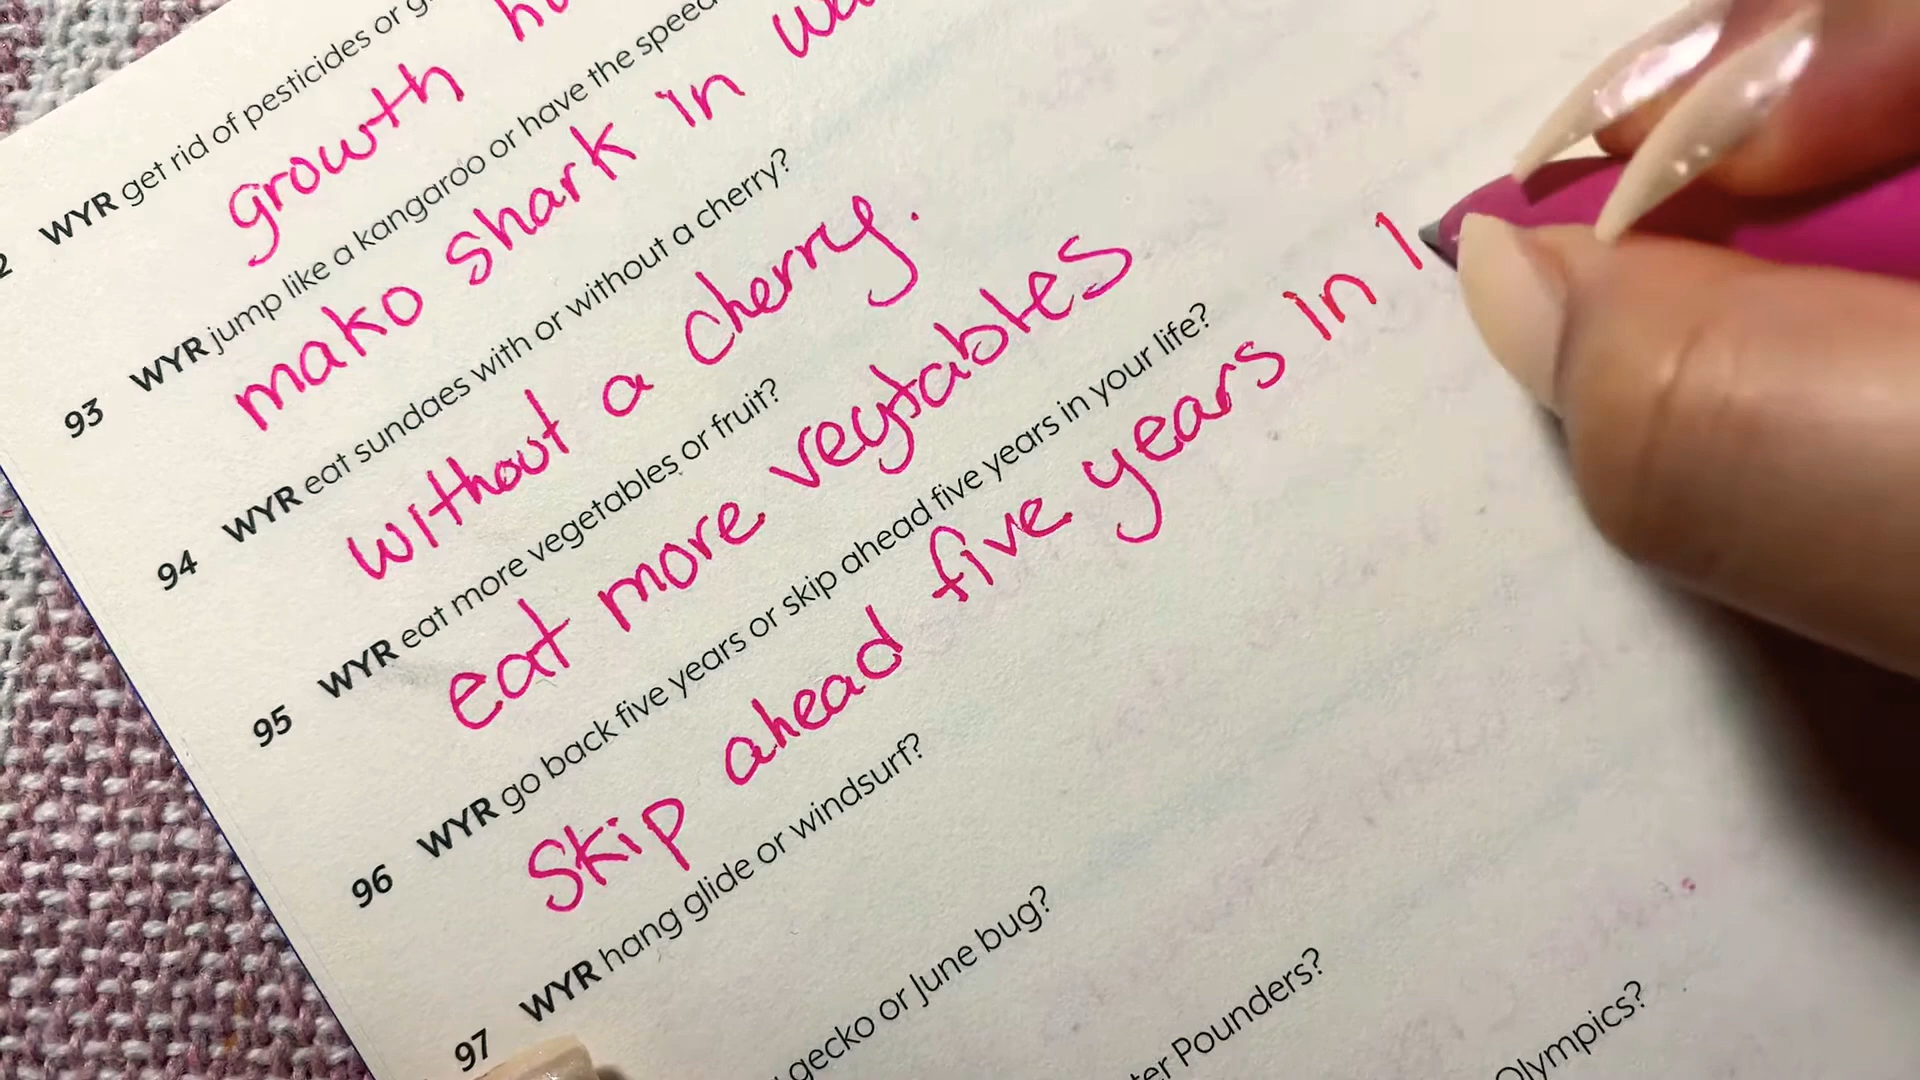 WYR get rid of pesticides or
growth
93 WYR jump like a kangaroo or have the speed
mako shark in
94 WYR eat sundaes with or without a cherry?
without a cherry.
95 WYR eat more vegetables or fruit?
eat more veytables
96 WYR go back five years or skip ahead five years in your life?
Skip ahead five years in l
97 WYR hang glide or windsurf?
gecko or June bug?
ter Pounders?
Olympics?